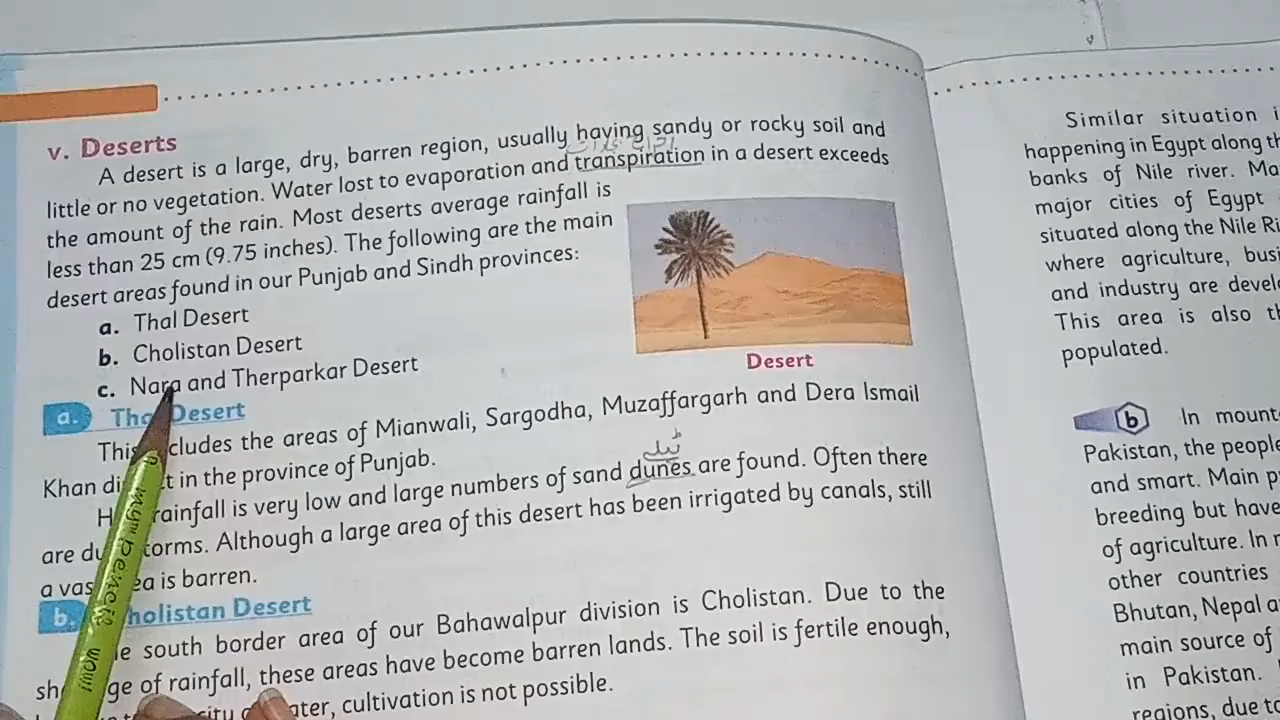 v. Deserts
A desert is a large, dry, barren region, usually having sandy or rocky soil and
little or no vegetation. Water lost to evaporation and transpiration in a desert exceeds
the amount of the rain. Most deserts average rainfall is
less than 25 cm (9.75 inches). The following are the main
desert areas found in our Punjab and Sindh provinces:
a. Thal Desert
b. Cholistan Desert
c. Nara and Therparkar Desert
Desert
a. Desert
This cludes the areas of Mianwali, Sargodha, Muzaffargarh and Dera Ismail
Khan di t in the province of Punjab.
H rainfall is very low and large numbers of sand dunes are found. Often there
ٹیلے
are du torms. Although a large area of this desert has been irrigated by canals, still
a vas ea is barren.
b. holistan Desert
e south border area of our Bahawalpur division is Cholistan. Due to the
sh ge of rainfall, these areas have become barren lands. The soil is fertile enough,
ater, cultivation is not possible.
Similar situation i
happening in Egypt along th
banks of Nile river. Ma
major cities of Egypt
situated along the Nile Ri
where agriculture, busi
and industry are devel
This area is also th
populated.
b In mount
Pakistan, the people
and smart. Main p
breeding but have
of agriculture. In r
other countries
Bhutan, Nepal a
main source of
in Pakistan.
regions, due to